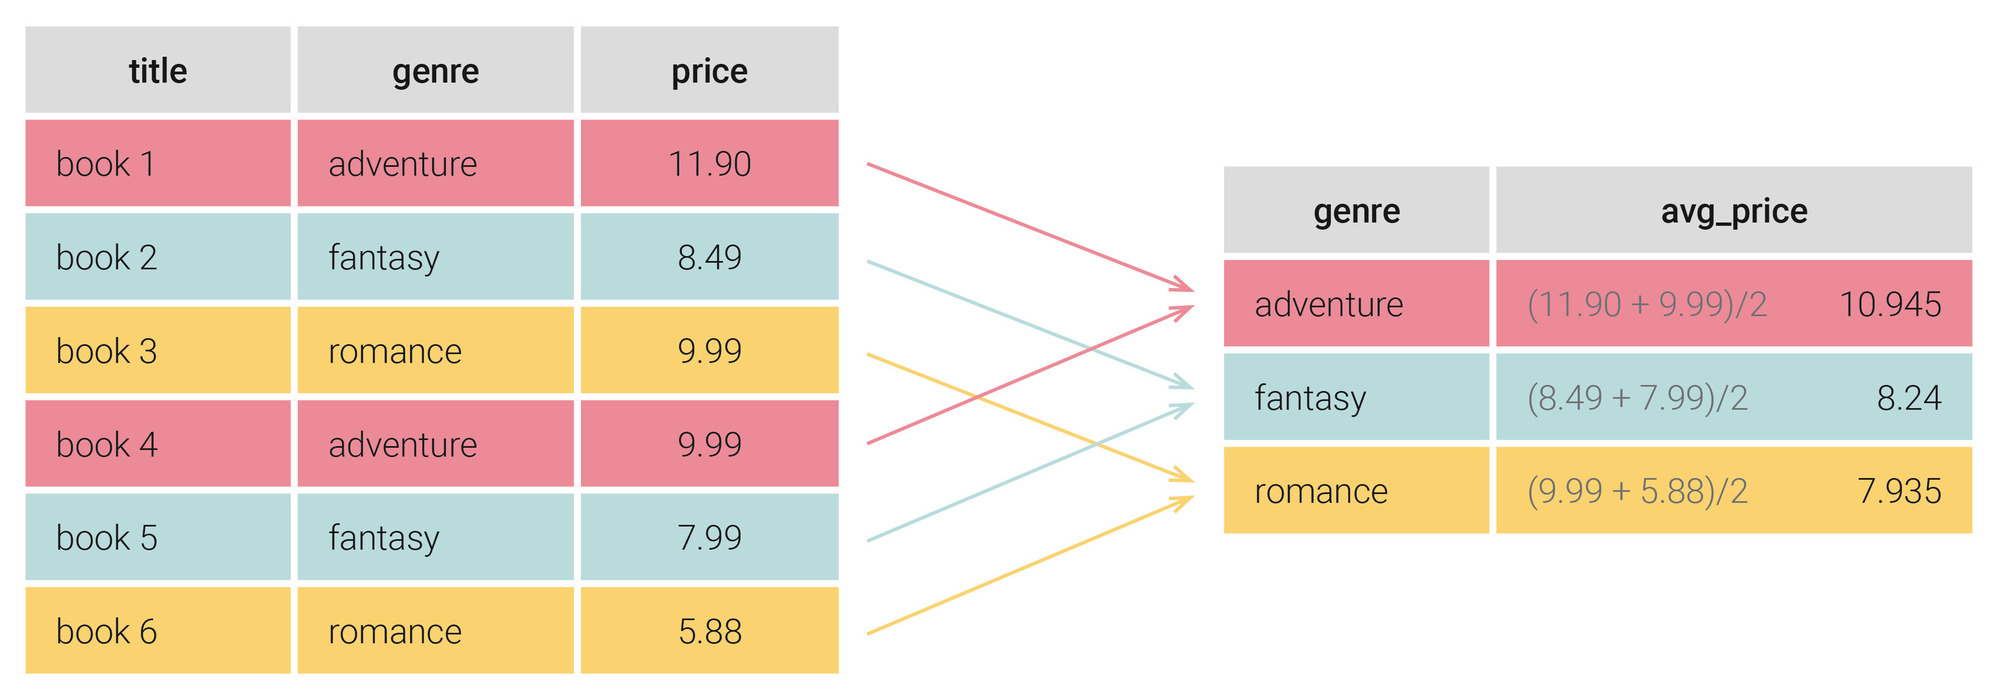 title genre price
book 1 adventure 11.90
book 2 fantasy 8.49
book 3 romance 9.99
book 4 adventure 9.99
book 5 fantasy 7.99
book 6 romance 5.88
genre avg_price
adventure (11.90 + 9.99)/2 10.945
fantasy (8.49 + 7.99)/2 8.24
romance (9.99 + 5.88)/2 7.935